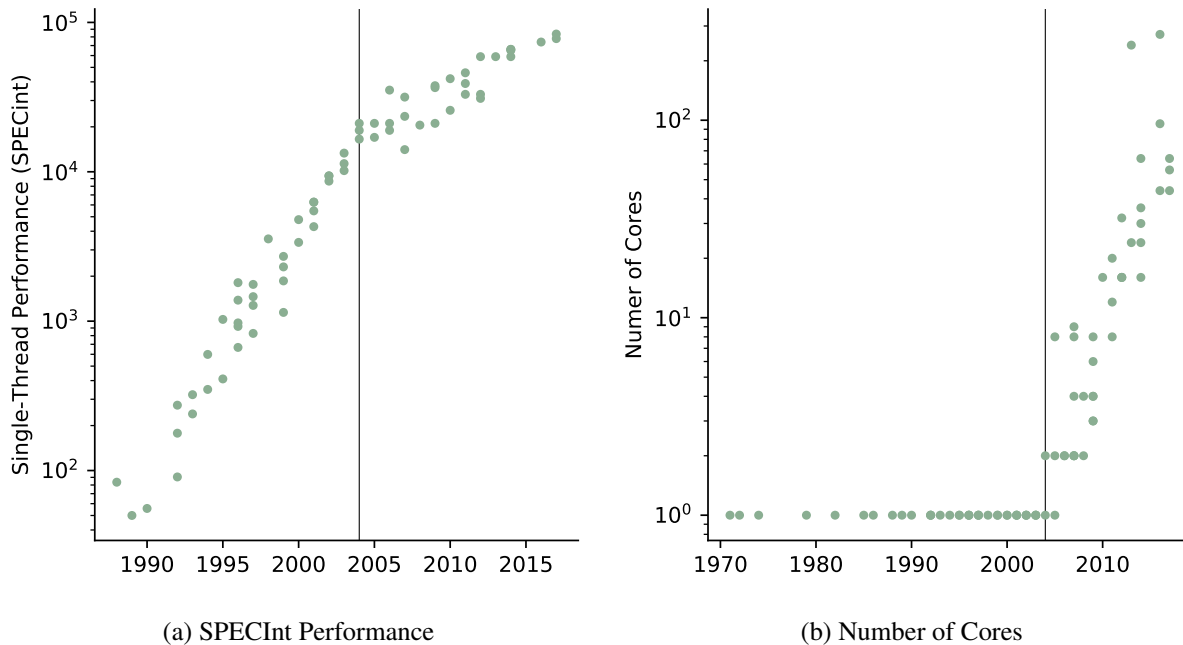 Single-Thread Performance (SPECint)
10^5
10^4
10^3
10^2
1990 1995 2000 2005 2010 2015
(a) SPECInt Performance
Numer of Cores
10^2
10^1
10^0
1970 1980 1990 2000 2010
(b) Number of Cores